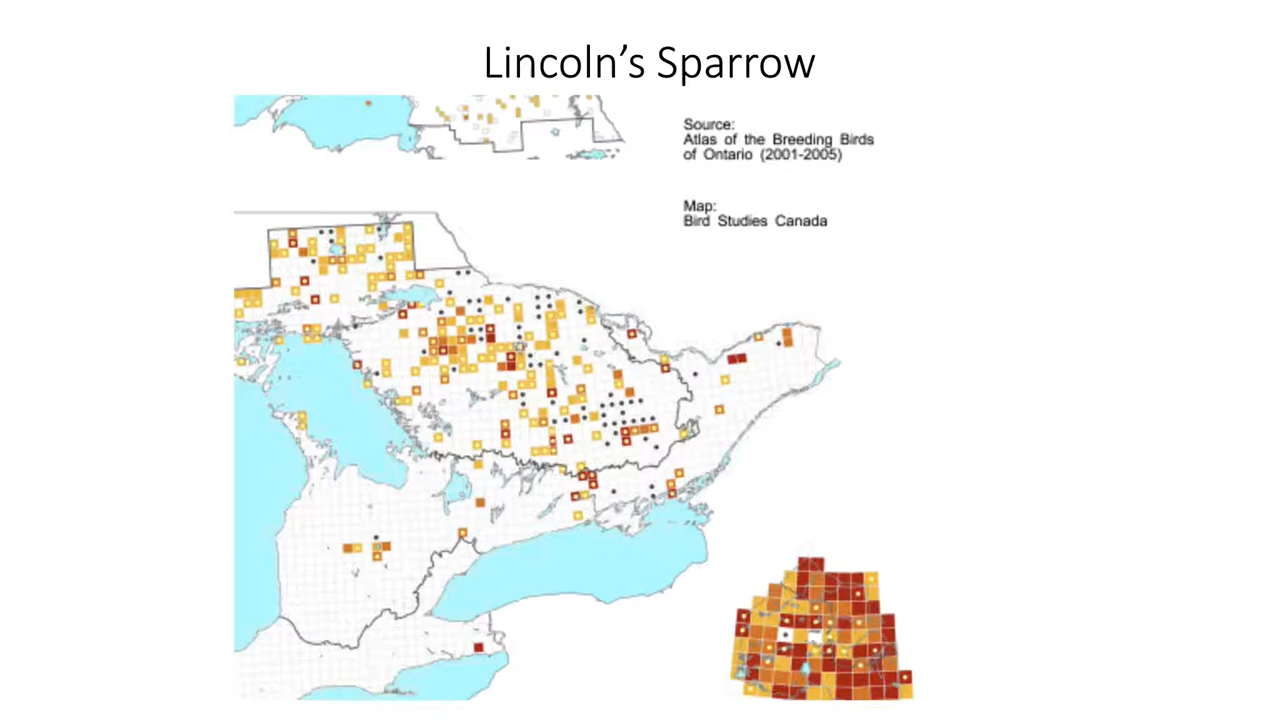 Lincoln’s Sparrow
Source:
Atlas of the Breeding Birds
of Ontario (2001-2005)
Map:
Bird Studies Canada